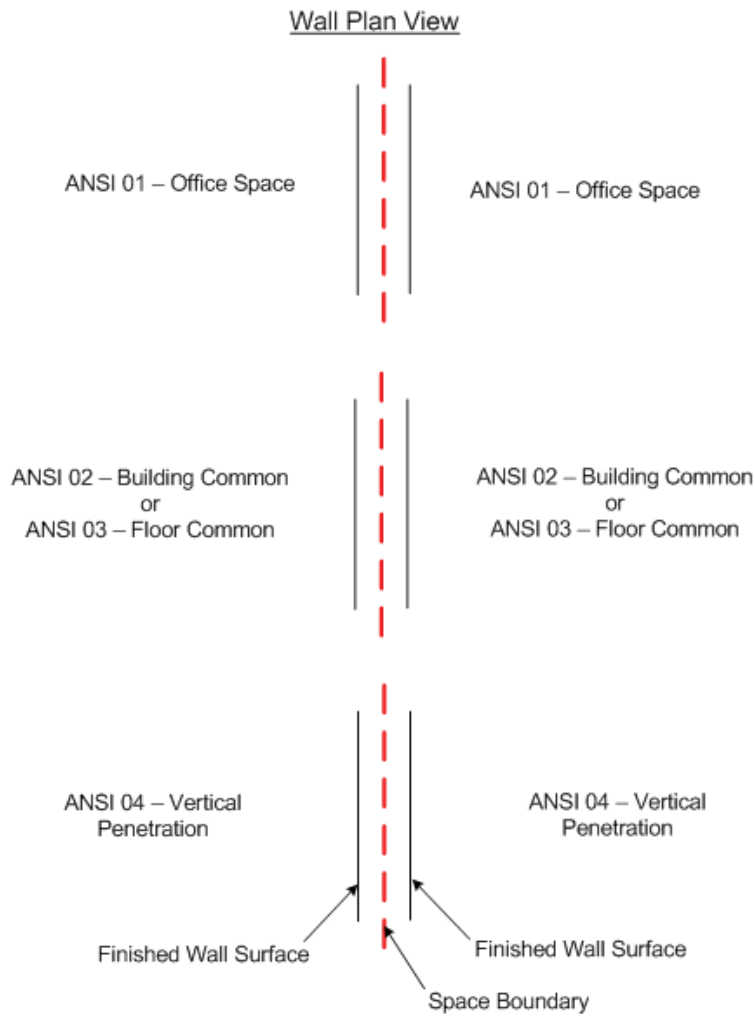 Wall Plan View
ANSI 01 – Office Space
ANSI 01 – Office Space
ANSI 02 – Building Common
or
ANSI 03 – Floor Common
ANSI 02 – Building Common
or
ANSI 03 – Floor Common
ANSI 04 – Vertical
Penetration
ANSI 04 – Vertical
Penetration
Finished Wall Surface
Finished Wall Surface
Space Boundary